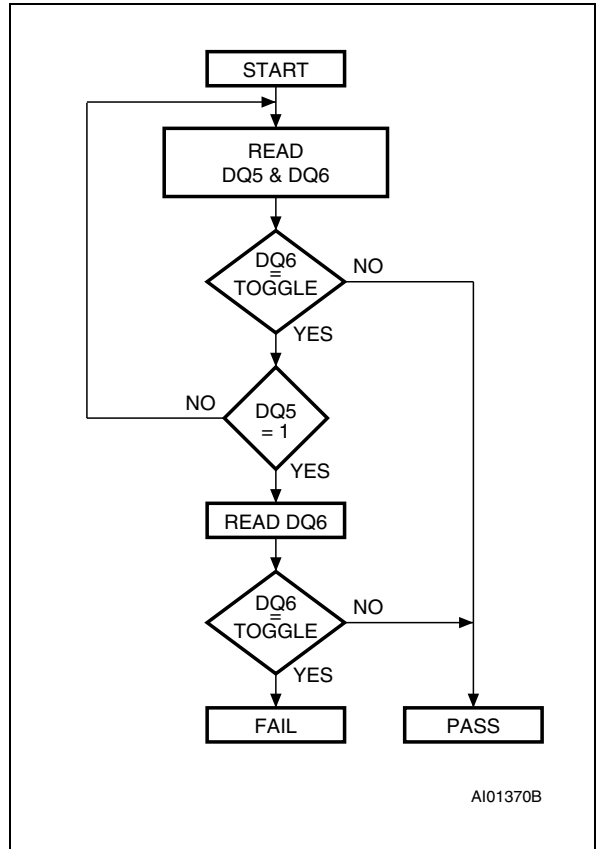 START
READ
DQ5 & DQ6
DQ6
=
TOGGLE
NO
YES
NO
DQ5
= 1
YES
READ DQ6
DQ6
=
TOGGLE
NO
YES
FAIL
PASS
AI01370B